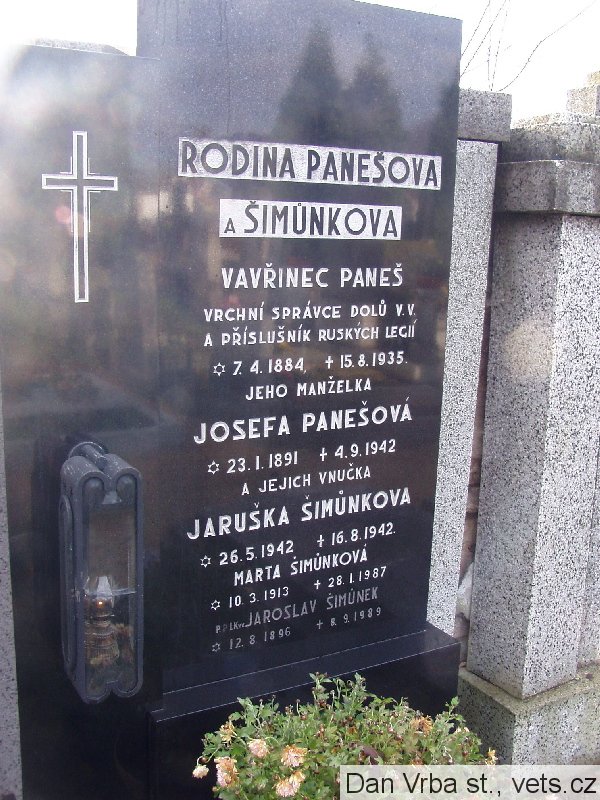 RODINA PANEŠOVA
A ŠIMŮNKOVA
VAVŘINEC PANEŠ
VRCHNÍ SPRÁVCE DOLŮ V.V.
A PŘÍSLUŠNÍK RUSKÝCH LEGIÍ
✡ 7.4.1884, + 15.8.1935.
JEHO MANŽELKA
JOSEFA PANEŠOVÁ
✡ 23.1.1891 + 4.9.1942
A JEJICH VNUČKA
JARUŠKA ŠIMŮNKOVA
✡ 26.5.1942 + 16.8.1942.
MARTA ŠIMŮNKOVÁ
✡ 10.3.1913 + 28.1.1987
JAROSLAV ŠIMŮNEK
✡ 12.8.1896 + 8.9.1989
Dan Vrba st., vets.cz